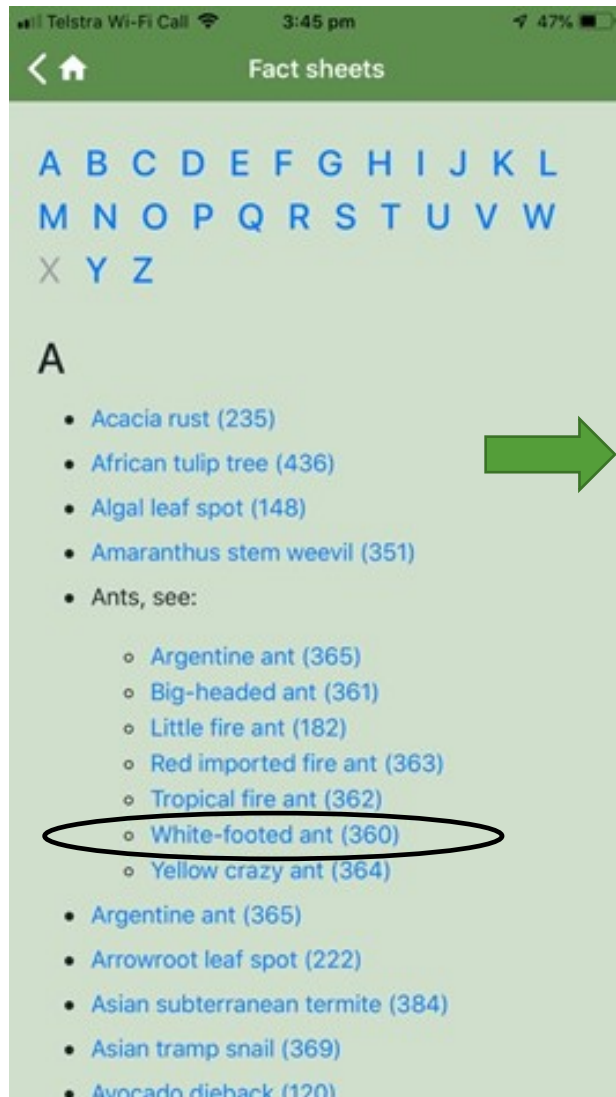 Telstra Wi-Fi Call 3:45 pm 47%
Fact sheets
A B C D E F G H I J K L
M N O P Q R S T U V W
X Y Z
A
• Acacia rust (235)
• African tulip tree (436)
• Algal leaf spot (148)
• Amaranthus stem weevil (351)
• Ants, see:
◦ Argentine ant (365)
◦ Big-headed ant (361)
◦ Little fire ant (182)
◦ Red imported fire ant (363)
◦ Tropical fire ant (362)
◦ White-footed ant (360)
◦ Yellow crazy ant (364)
• Argentine ant (365)
• Arrowroot leaf spot (222)
• Asian subterranean termite (384)
• Asian tramp snail (369)
• Avocado dieback (120)